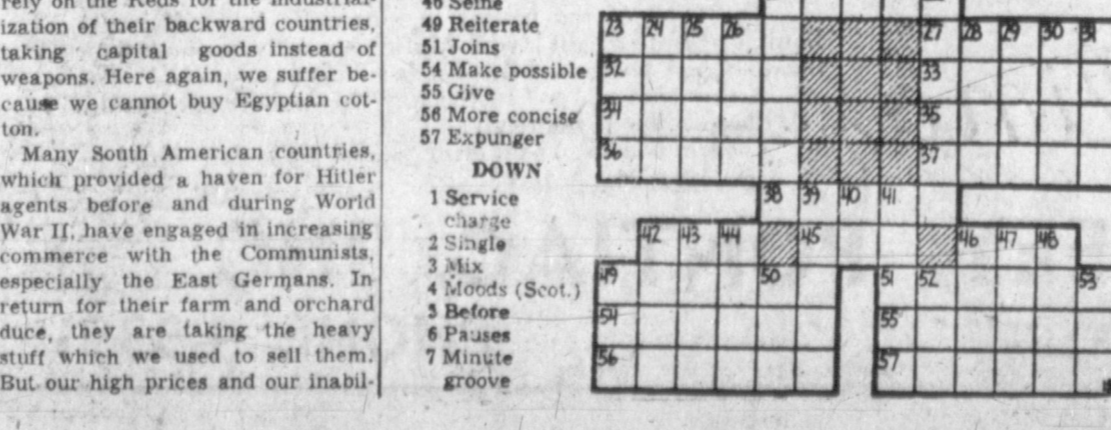 rely on the Reds for the industrial-
ization of their backward countries,
taking capital goods instead of
weapons. Here again, we suffer be-
cause we cannot buy Egyptian cot-
ton.
Many South American countries,
which provided a haven for Hitler
agents before and during World
War II, have engaged in increasing
commerce with the Communists,
especially the East Germans. In
return for their farm and orchard
duce, they are taking the heavy
stuff which we used to sell them.
But our high prices and our inabil-
46 Seine
49 Reiterate
51 Joins
54 Make possible
55 Give
56 More concise
57 Expunger
DOWN
1 Service
charge
2 Single
3 Mix
4 Moods (Scot.)
5 Before
6 Pauses
7 Minute
groove
23 24 25 26 27 28 29 30 31
32 33
34 35
36 37
38 39 40 41
42 43 44 45 46 47 48
49 50 51 52 53
54 55
56 57